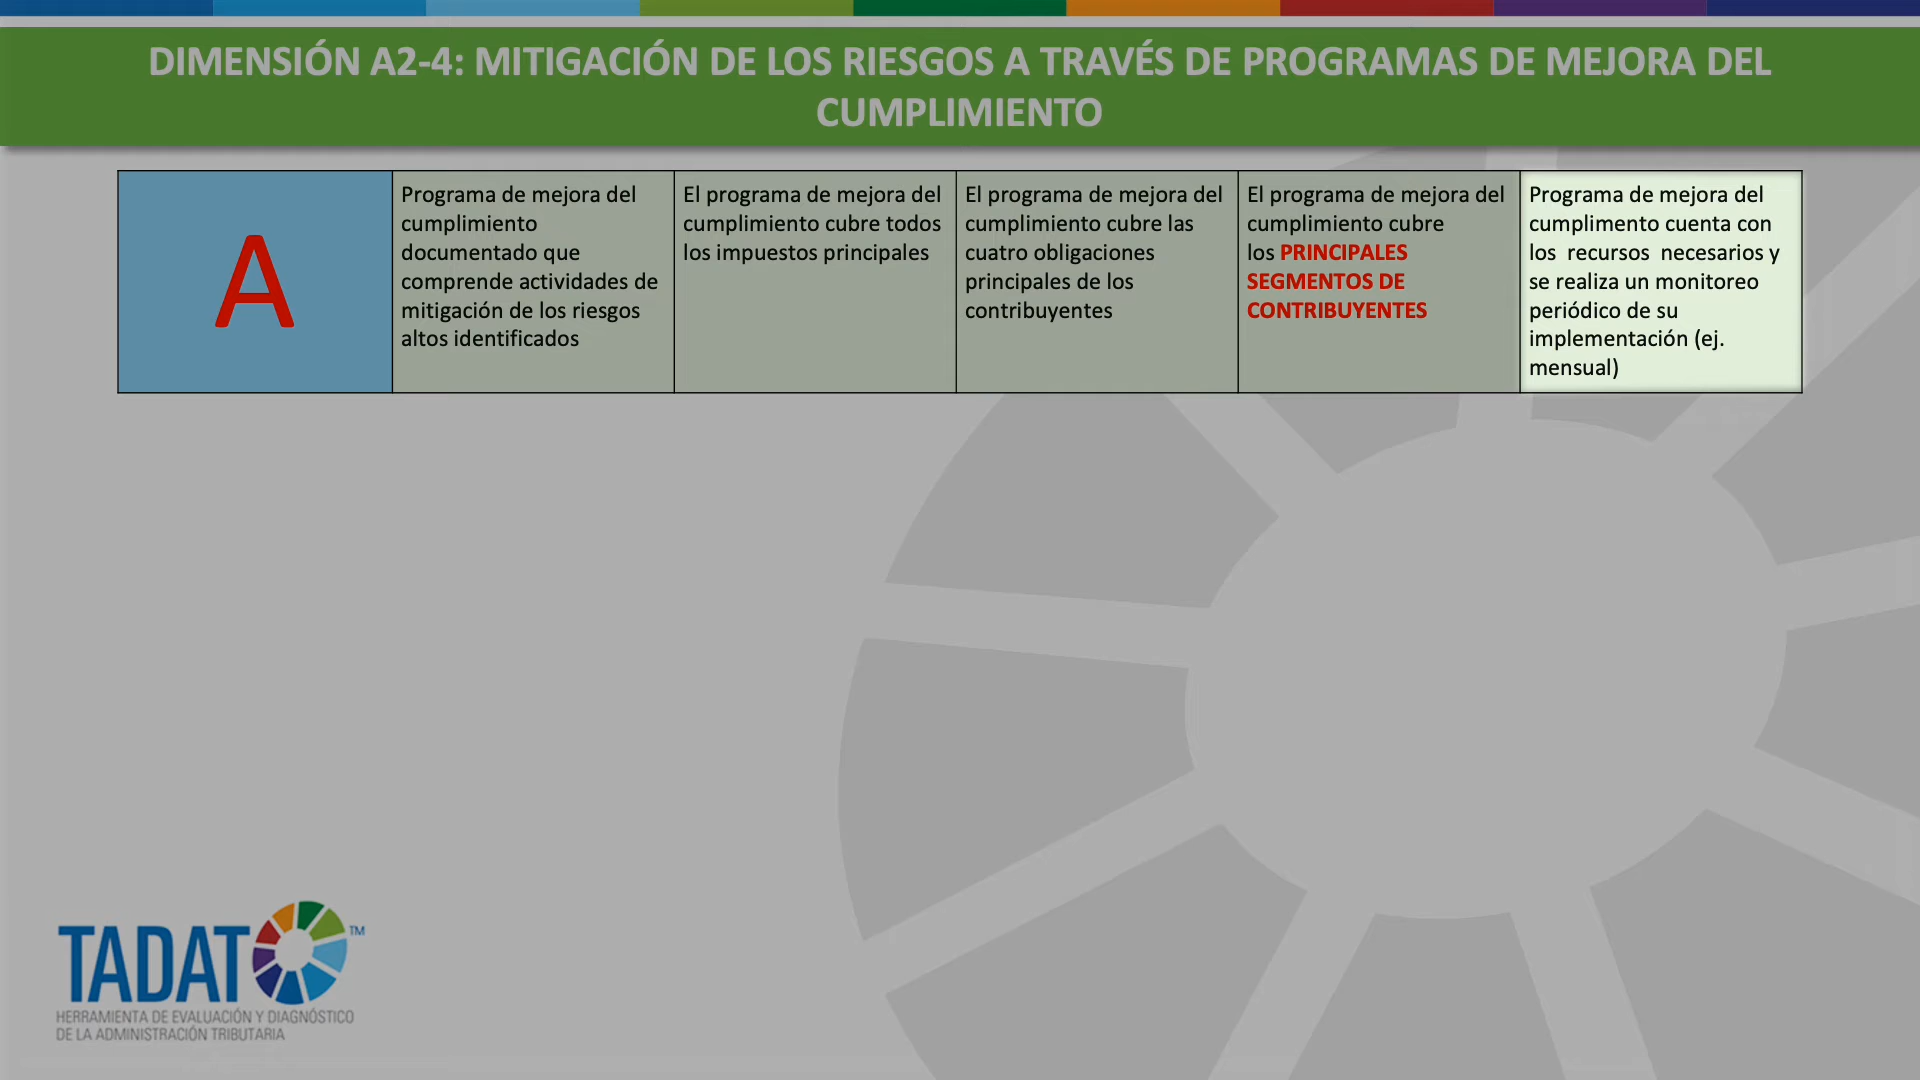 DIMENSIÓN A2-4: MITIGACIÓN DE LOS RIESGOS A TRAVÉS DE PROGRAMAS DE MEJORA DEL
CUMPLIMIENTO
A
Programa de mejora del
cumplimiento
documentado que
comprende actividades de
mitigación de los riesgos
altos identificados
El programa de mejora del
cumplimiento cubre todos
los impuestos principales
El programa de mejora del
cumplimiento cubre las
cuatro obligaciones
principales de los
contribuyentes
El programa de mejora del
cumplimiento cubre
los PRINCIPALES
SEGMENTOS DE
CONTRIBUYENTES
Programa de mejora del
cumplimento cuenta con
los recursos necesarios y
se realiza un monitoreo
periódico de su
implementación (ej.
mensual)
TADAT™
HERRAMIENTA DE EVALUACIÓN Y DIAGNÓSTICO
DE LA ADMINISTRACIÓN TRIBUTARIA